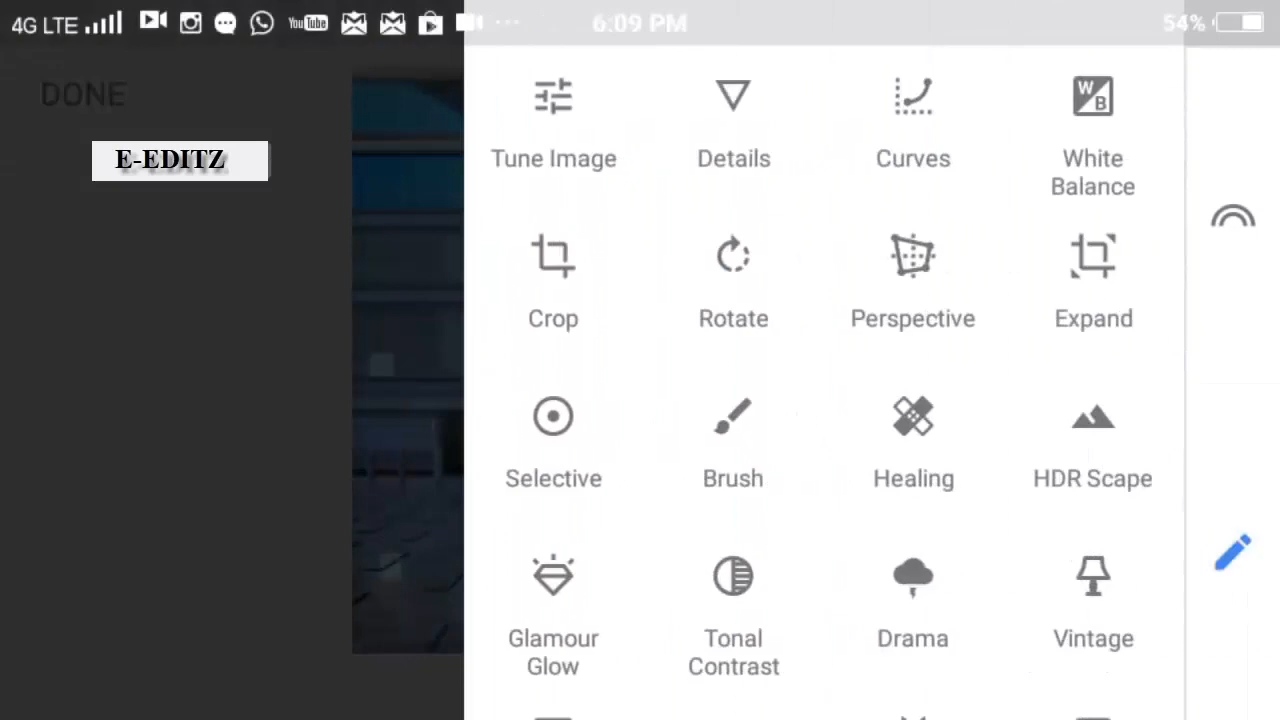 4G LTE
YouTube
6:09 PM
54%
DONE
E-EDITZ
Tune Image
Details
Curves
W
B
White
Balance
Crop
Rotate
Perspective
Expand
Selective
Brush
Healing
HDR Scape
Glamour
Glow
Tonal
Contrast
Drama
Vintage